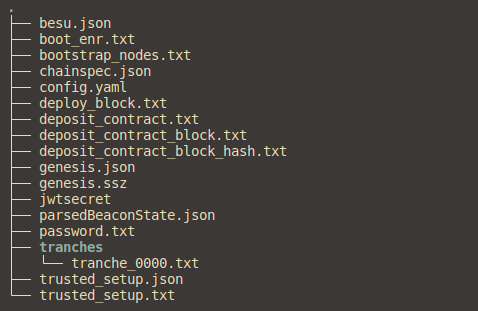 .
├── besu.json
├── boot_enr.txt
├── bootstrap_nodes.txt
├── chainspec.json
├── config.yaml
├── deploy_block.txt
├── deposit_contract.txt
├── deposit_contract_block.txt
├── deposit_contract_block_hash.txt
├── genesis.json
├── genesis.ssz
├── jwtsecret
├── parsedBeaconState.json
├── password.txt
├── tranches
│   └── tranche_0000.txt
├── trusted_setup.json
└── trusted_setup.txt